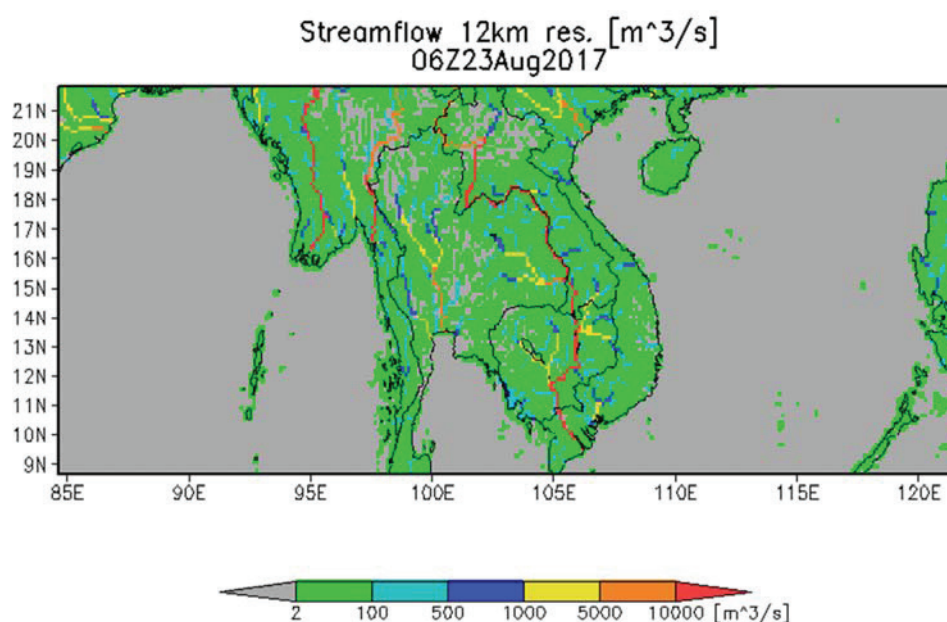 Streamflow 12km res. [m^3/s]
06Z23Aug2017
21N
20N
19N
18N
17N
16N
15N
14N
13N
12N
11N
10N
9N
85E 90E 95E 100E 105E 110E 115E 120E
2 100 500 1000 5000 10000 [m^3/s]